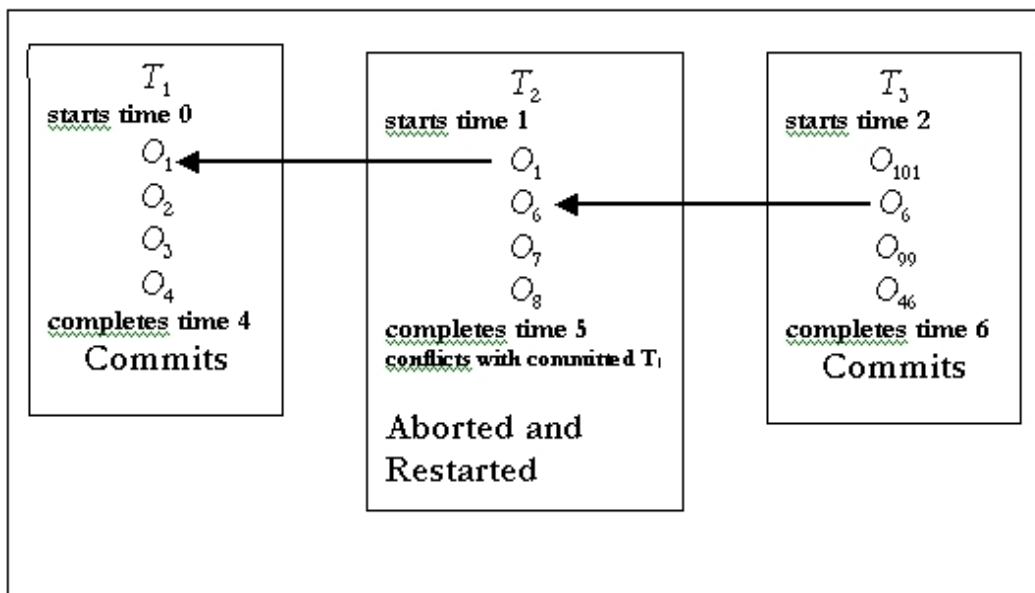 T1
starts time 0
O1
O2
O3
O4
completes time 4
Commits
T2
starts time 1
O1
O6
O7
O8
completes time 5
conflicts with committed T1
Aborted and
Restarted
T3
starts time 2
O101
O6
O99
O46
completes time 6
Commits